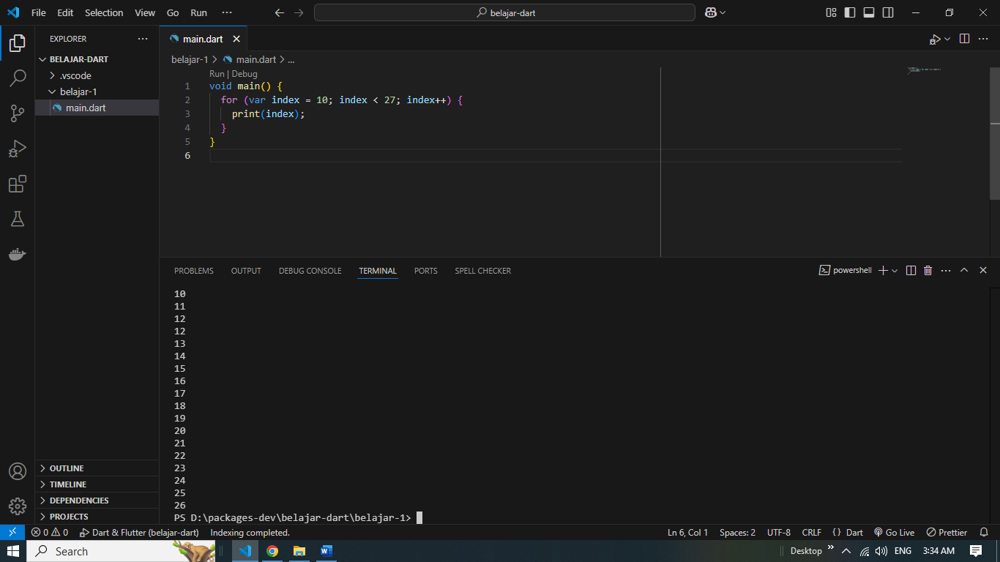 File Edit Selection View Go Run ··· belajar-dart
EXPLORER ···
BELAJAR-DART
.vscode
belajar-1
main.dart
OUTLINE
TIMELINE
DEPENDENCIES
PROJECTS
main.dart
belajar-1 > main.dart > ...
Run | Debug
1 void main() {
2 for (var index = 10; index < 27; index++) {
3 print(index);
4 }
5 }
6
PROBLEMS OUTPUT DEBUG CONSOLE TERMINAL PORTS SPELL CHECKER powershell
10
11
12
12
13
14
15
16
17
18
19
20
21
22
23
24
25
26
PS D:\packages-dev\belajar-dart\belajar-1>
0 0 Dart & Flutter (belajar-dart) Indexing completed. Ln 6, Col 1 Spaces: 2 UTF-8 CRLF { } Dart Go Live Prettier
Search Desktop » ENG 3:34 AM